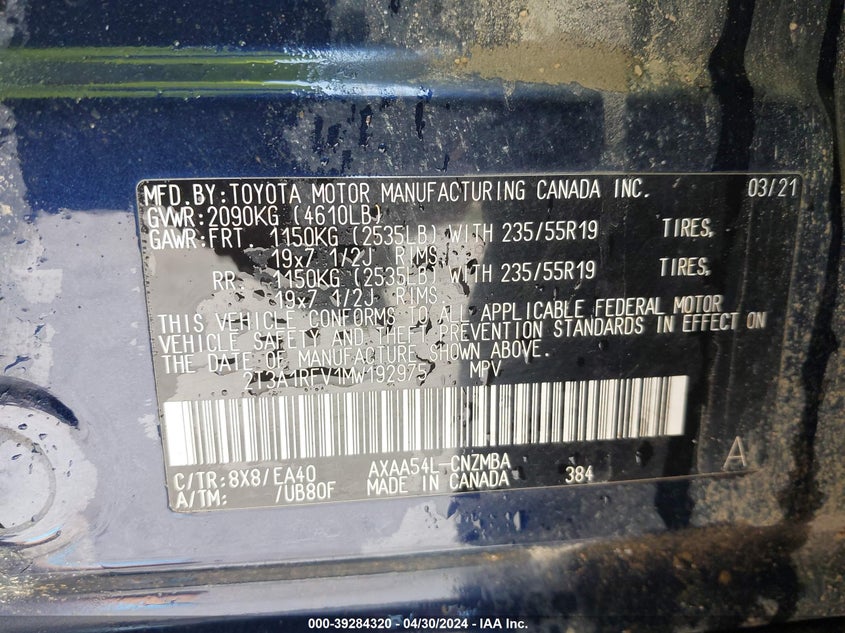 MFD.BY:TOYOTA MOTOR MANUFACTURING CANADA INC. 03/21
GVWR:2090KG (4610LB)
GAWR:FRT. 1150KG (2535LB) WITH 235/55R19 TIRES,
19x7 1/2J RIMS.
RR. 1150KG (2535LB) WITH 235/55R19 TIRES,
19x7 1/2J RIMS.
THIS VEHICLE CONFORMS TO ALL APPLICABLE FEDERAL MOTOR
VEHICLE SAFETY AND THEFT PREVENTION STANDARDS IN EFFECT ON
THE DATE OF MANUFACTURE SHOWN ABOVE.
2T3A1RFV1MW192975 MPV
C/TR:8X8/EA40 AXAA54L CNZMBA A
A/TM: /UB80F MADE IN CANADA 384
000-39284320 - 04/30/2024 - IAA Inc.